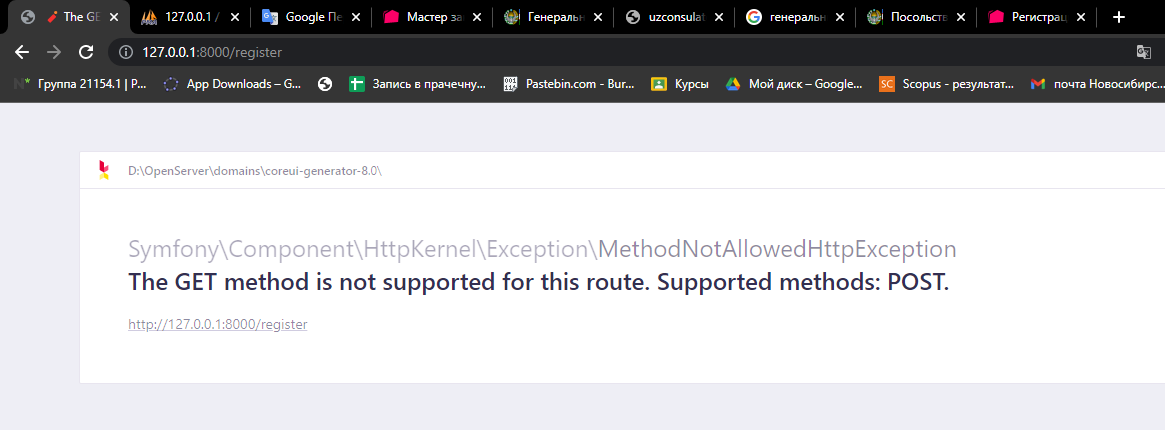 The GE
127.0.0.1 /
Google Пе
Мастер за
Генеральн
uzconsulat
генеральн
Посольств
Регистрац
127.0.0.1:8000/register
Группа 21154.1 | Р...
App Downloads – G...
Запись в прачечну...
Pastebin.com - Bur...
Курсы
Мой диск – Google...
SC
Scopus - результат...
почта Новосибирс...
D:\OpenServer\domains\coreui-generator-8.0\
Symfony\Component\HttpKernel\Exception\MethodNotAllowedHttpException
The GET method is not supported for this route. Supported methods: POST.
http://127.0.0.1:8000/register